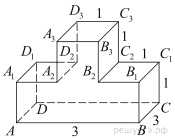 D₃ 1 C₃
A₃ 1
D₁ D₂ B₃ C₂ 1 C₁
A₁ A₂ B₂ B₁ 1
D C
A 3 B 3
решуегэ.рф